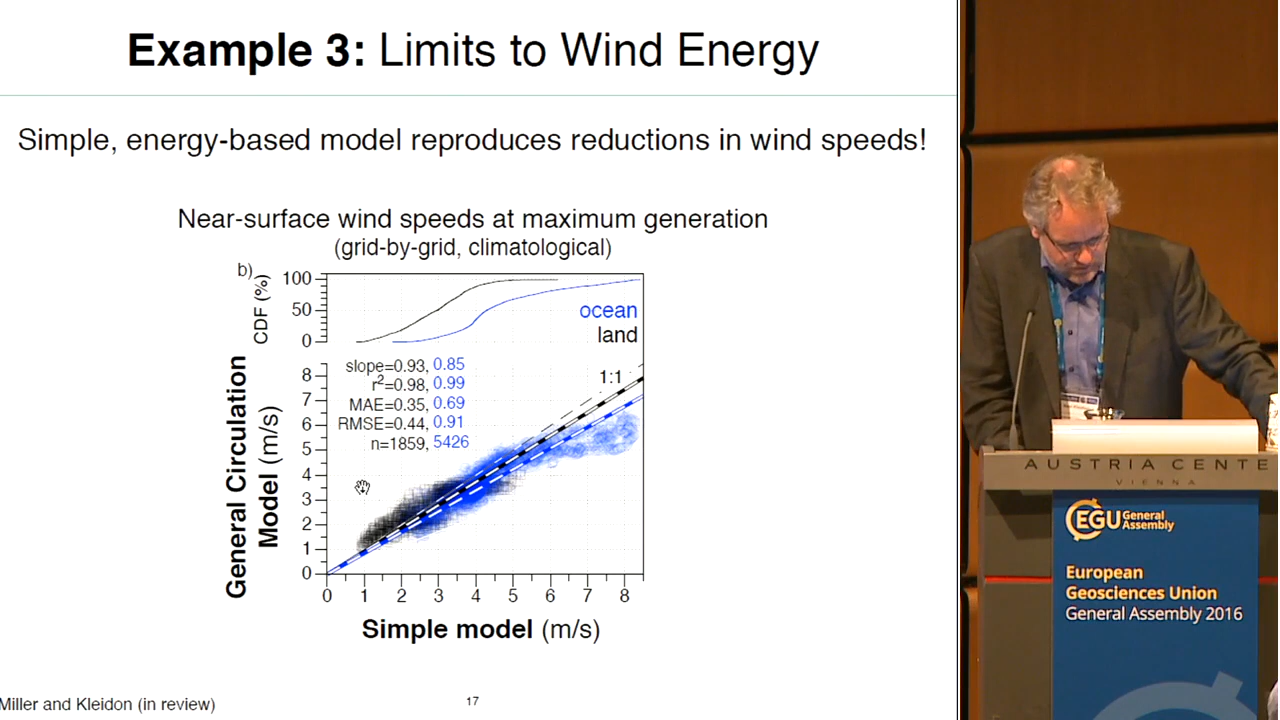 Example 3: Limits to Wind Energy
Simple, energy-based model reproduces reductions in wind speeds!
Near-surface wind speeds at maximum generation
(grid-by-grid, climatological)
b)
CDF (%)
100
50
0
ocean
land
General Circulation
Model (m/s)
8
7
6
5
4
3
2
1
0
slope=0.93, 0.85
r²=0.98, 0.99
MAE=0.35, 0.69
RMSE=0.44, 0.91
n=1859, 5426
1:1
0 1 2 3 4 5 6 7 8
Simple model (m/s)
Miller and Kleidon (in review)
17
AUSTRIA CENTE
VIENNA
EGU General
Assembly
European
Geosciences Union
General Assembly 2016